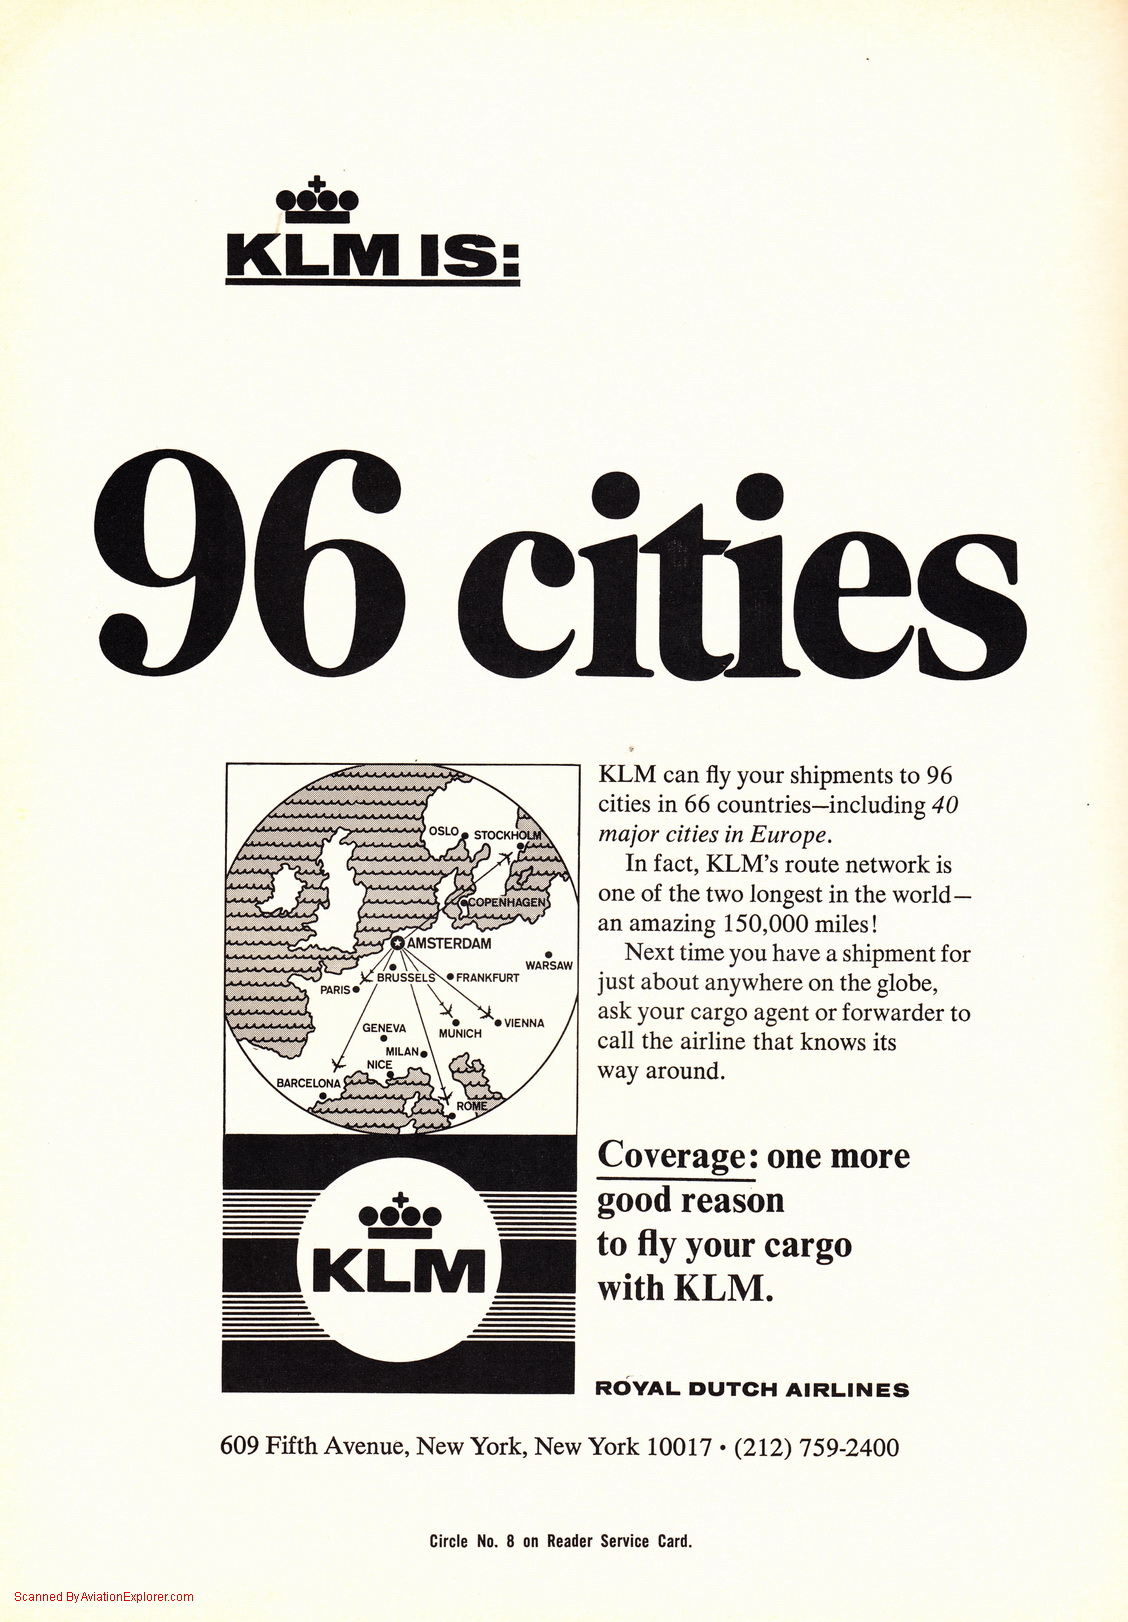 KLM IS:
96 cities
OSLO
STOCKHOLM
COPENHAGEN
AMSTERDAM
WARSAW
BRUSSELS
FRANKFURT
PARIS
VIENNA
GENEVA
MUNICH
MILAN
NICE
BARCELONA
ROME
KLM
KLM can fly your shipments to 96
cities in 66 countries—including 40
major cities in Europe.
In fact, KLM's route network is
one of the two longest in the world—
an amazing 150,000 miles!
Next time you have a shipment for
just about anywhere on the globe,
ask your cargo agent or forwarder to
call the airline that knows its
way around.
Coverage: one more
good reason
to fly your cargo
with KLM.
ROYAL DUTCH AIRLINES
609 Fifth Avenue, New York, New York 10017 • (212) 759-2400
Circle No. 8 on Reader Service Card.
Scanned By AviationExplorer.com